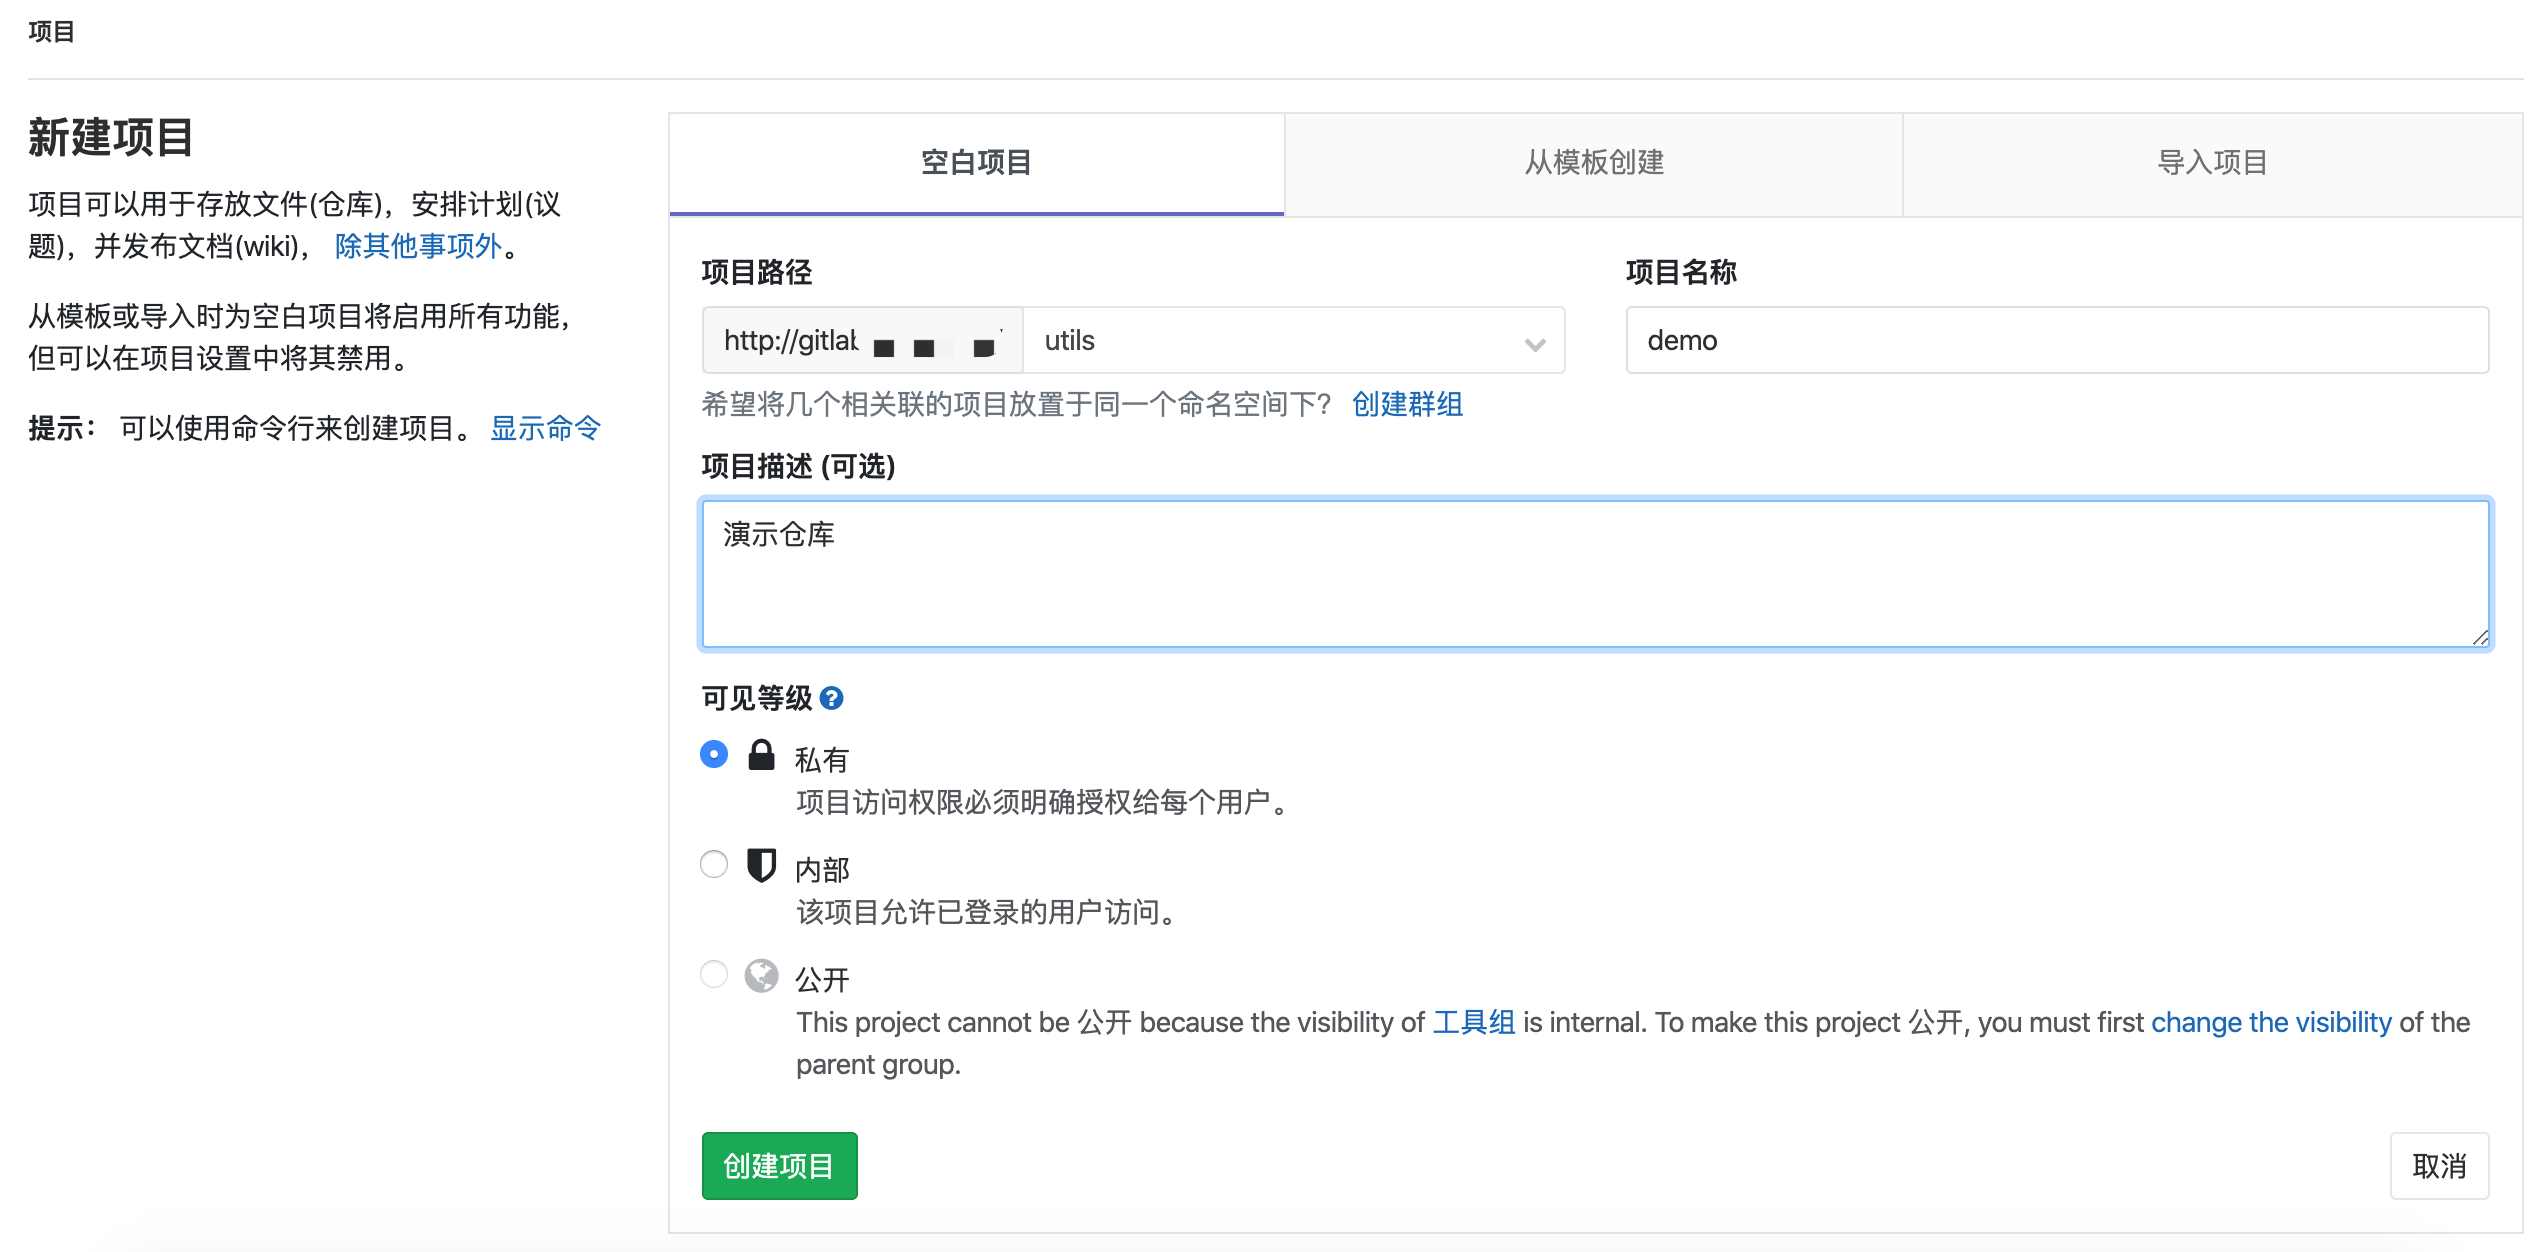 项目
新建项目
项目可以用于存放文件(仓库)，安排计划(议
题)，并发布文档(wiki)， 除其他事项外。
从模板或导入时为空白项目将启用所有功能，
但可以在项目设置中将其禁用。
提示： 可以使用命令行来创建项目。 显示命令
空白项目
从模板创建
导入项目
项目路径
项目名称
http://gitlab
utils
demo
希望将几个相关联的项目放置于同一个命名空间下？ 创建群组
项目描述 (可选)
演示仓库
可见等级
私有
项目访问权限必须明确授权给每个用户。
内部
该项目允许已登录的用户访问。
公开
This project cannot be 公开 because the visibility of 工具组 is internal. To make this project 公开, you must first change the visibility of the
parent group.
创建项目
取消